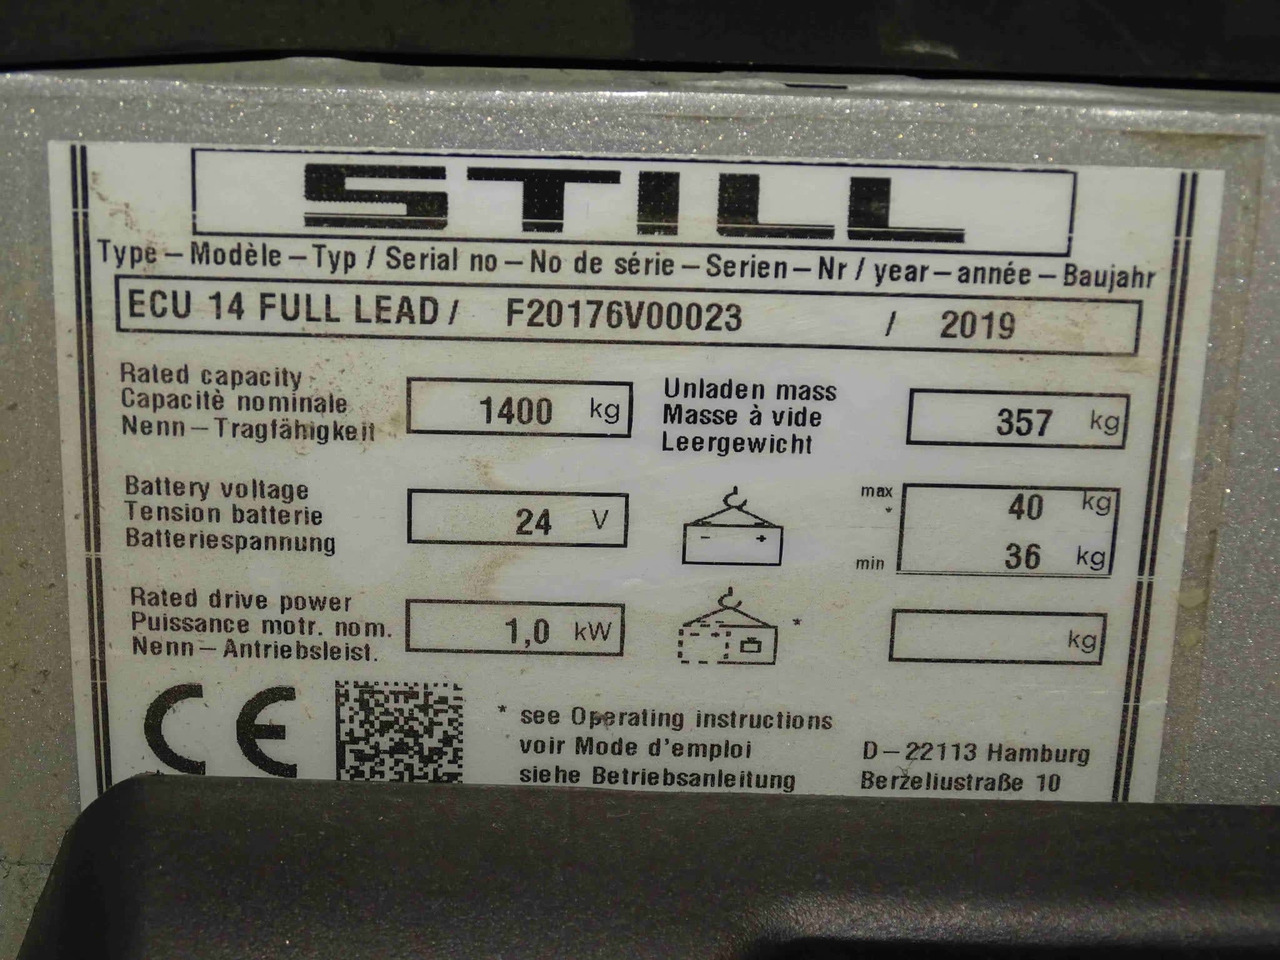 STILL
Type – Modèle – Typ / Serial no – No de série – Serien – Nr / year – année – Baujahr
ECU 14 FULL LEAD / F20176V00023 / 2019
Rated capacity
Capacitè nominale
Nenn – Tragfähigkeit
1400 kg
Unladen mass
Masse à vide
Leergewicht
357 kg
Battery voltage
Tension batterie
Batteriespannung
24 V
- +
max
*
min
40 kg
36 kg
Rated drive power
Puissance motr. nom.
Nenn – Antriebsleist.
1,0 kW
*
kg
CE
* see Operating instructions
voir Mode d'emploi
siehe Betriebsanleitung
D – 22113 Hamburg
Berzeliustraße 10